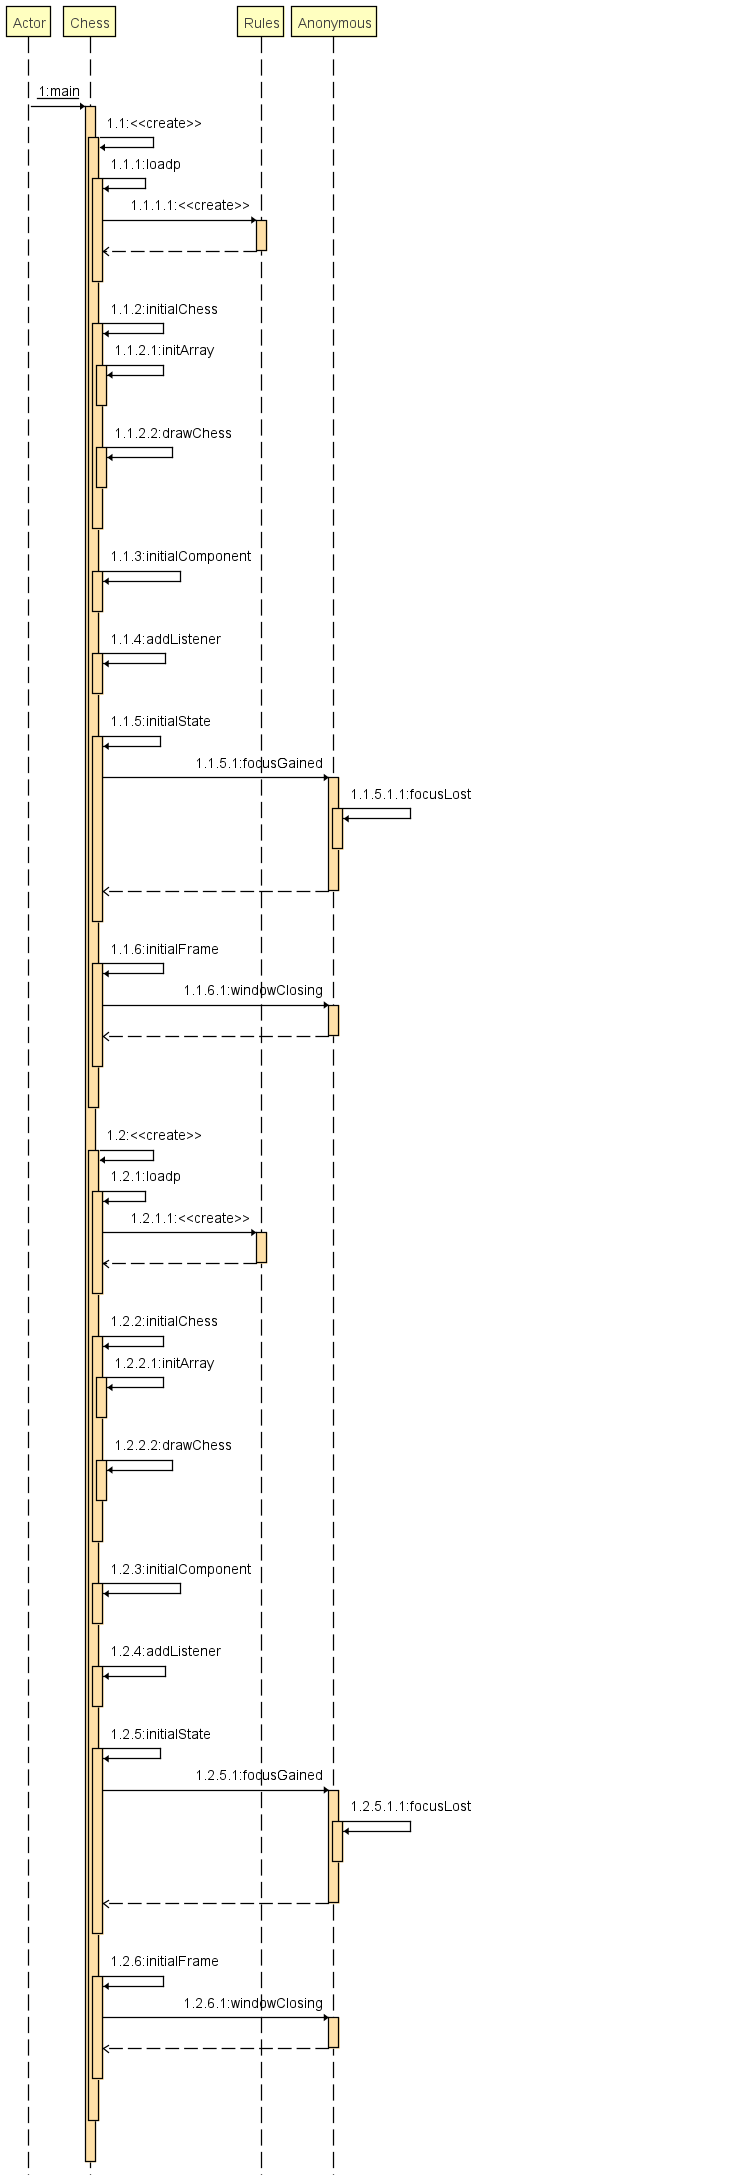 Actor Chess Rules Anonymous
1:main
1.1:<<create>>
1.1.1:loadp
1.1.1.1:<<create>>
1.1.2:initialChess
1.1.2.1:initArray
1.1.2.2:drawChess
1.1.3:initialComponent
1.1.4:addListener
1.1.5:initialState
1.1.5.1:focusGained
1.1.5.1.1:focusLost
1.1.6:initialFrame
1.1.6.1:windowClosing
1.2:<<create>>
1.2.1:loadp
1.2.1.1:<<create>>
1.2.2:initialChess
1.2.2.1:initArray
1.2.2.2:drawChess
1.2.3:initialComponent
1.2.4:addListener
1.2.5:initialState
1.2.5.1:focusGained
1.2.5.1.1:focusLost
1.2.6:initialFrame
1.2.6.1:windowClosing